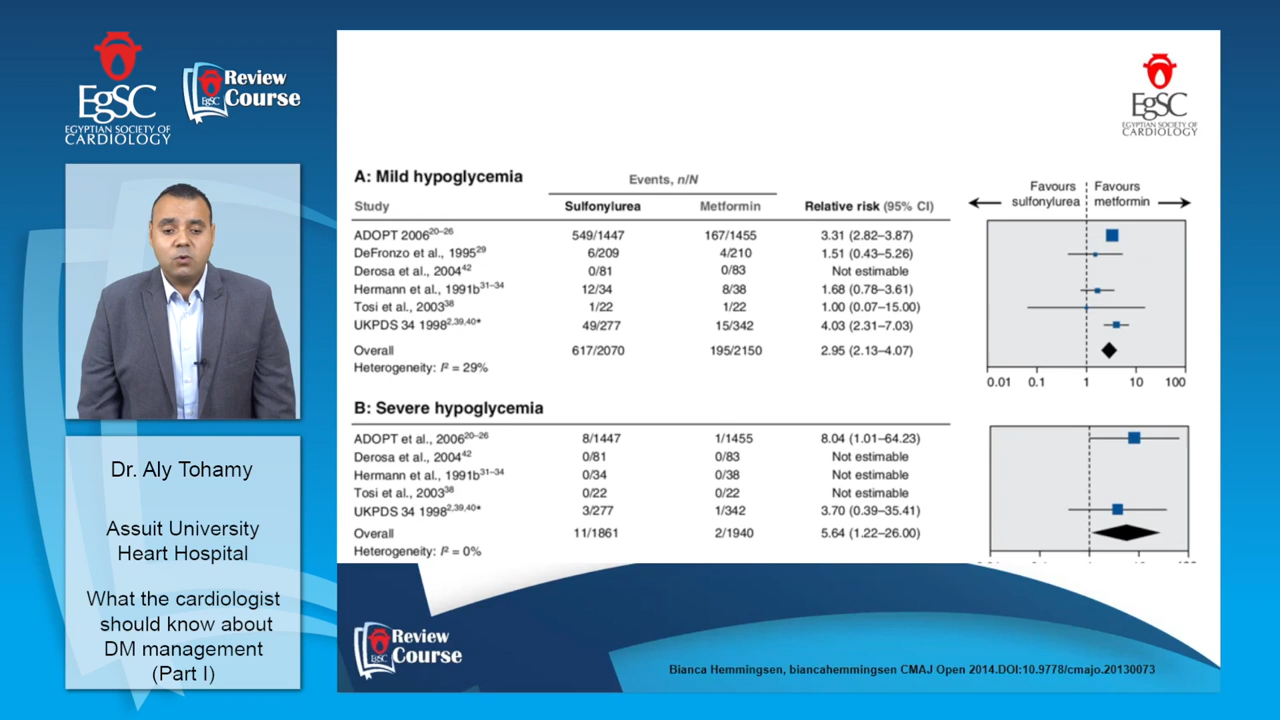 EgSC
EGYPTIAN SOCIETY OF
CARDIOLOGY
EgSC
Review
Course
Dr. Aly Tohamy
Assuit University
Heart Hospital
What the cardiologist
should know about
DM management
(Part I)
EgSC
EGYPTIAN SOCIETY OF
CARDIOLOGY
A: Mild hypoglycemia
Events, n/N
Favours sulfonylurea
Favours metformin
Study Sulfonylurea Metformin Relative risk (95% CI)
ADOPT 2006²⁰⁻²⁶ 549/1447 167/1455 3.31 (2.82–3.87)
DeFronzo et al., 1995²⁹ 6/209 4/210 1.51 (0.43–5.26)
Derosa et al., 2004⁴² 0/81 0/83 Not estimable
Hermann et al., 1991b³¹⁻³⁴ 12/34 8/38 1.68 (0.78–3.61)
Tosi et al., 2003³⁸ 1/22 1/22 1.00 (0.07–15.00)
UKPDS 34 1998²,³⁹,⁴⁰* 49/277 15/342 4.03 (2.31–7.03)
Overall 617/2070 195/2150 2.95 (2.13–4.07)
Heterogeneity: I² = 29%
0.01 0.1 1 10 100
B: Severe hypoglycemia
ADOPT et al., 2006²⁰⁻²⁶ 8/1447 1/1455 8.04 (1.01–64.23)
Derosa et al., 2004⁴² 0/81 0/83 Not estimable
Hermann et al., 1991b³¹⁻³⁴ 0/34 0/38 Not estimable
Tosi et al., 2003³⁸ 0/22 0/22 Not estimable
UKPDS 34 1998²,³⁹,⁴⁰* 3/277 1/342 3.70 (0.39–35.41)
Overall 11/1861 2/1940 5.64 (1.22–26.00)
Heterogeneity: I² = 0%
EgSC
Review
Course
Bianca Hemmingsen, biancahemmingsen CMAJ Open 2014.DOI:10.9778/cmajo.20130073